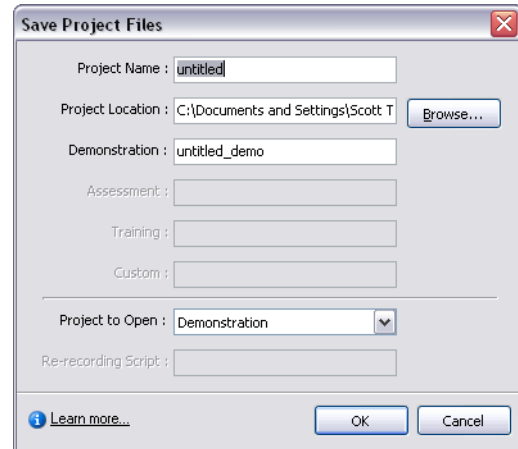 Save Project Files
Project Name : untitled
Project Location : C:\Documents and Settings\Scott T Browse...
Demonstration : untitled_demo
Assessment :
Training :
Custom :
Project to Open : Demonstration
Re-recording Script :
Learn more... OK Cancel